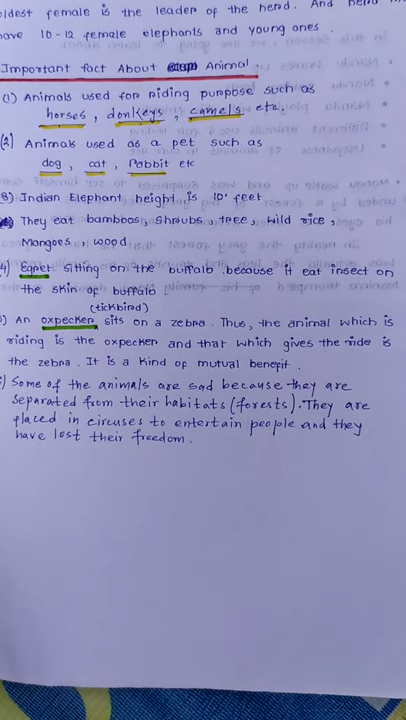 oldest female is the leader of the herd. And herd
have 10-12 female elephants and young ones.
Important fact About Animal.
(1) Animals used for riding purpose such as
horses, donkeys, camels etc.
(2) Animals used as a pet such as
dog, cat, Rabbit etc
(3) Indian Elephant height is 10' feet
They eat bamboos, Shrubs, tree, wild rice,
Mangoes, wood
4) Egret sitting on the buffalo because it eat insect on
the skin of buffalo.
(tickbird)
5) An oxpecker sits on a zebra. Thus, the animal which is
riding is the oxpecker and that which gives the ride is
the zebra. It is a kind of mutual benefit.
) Some of the animals are sad because they are
separated from their habitats (forests). They are
placed in circuses to entertain people and they
have lost their freedom.